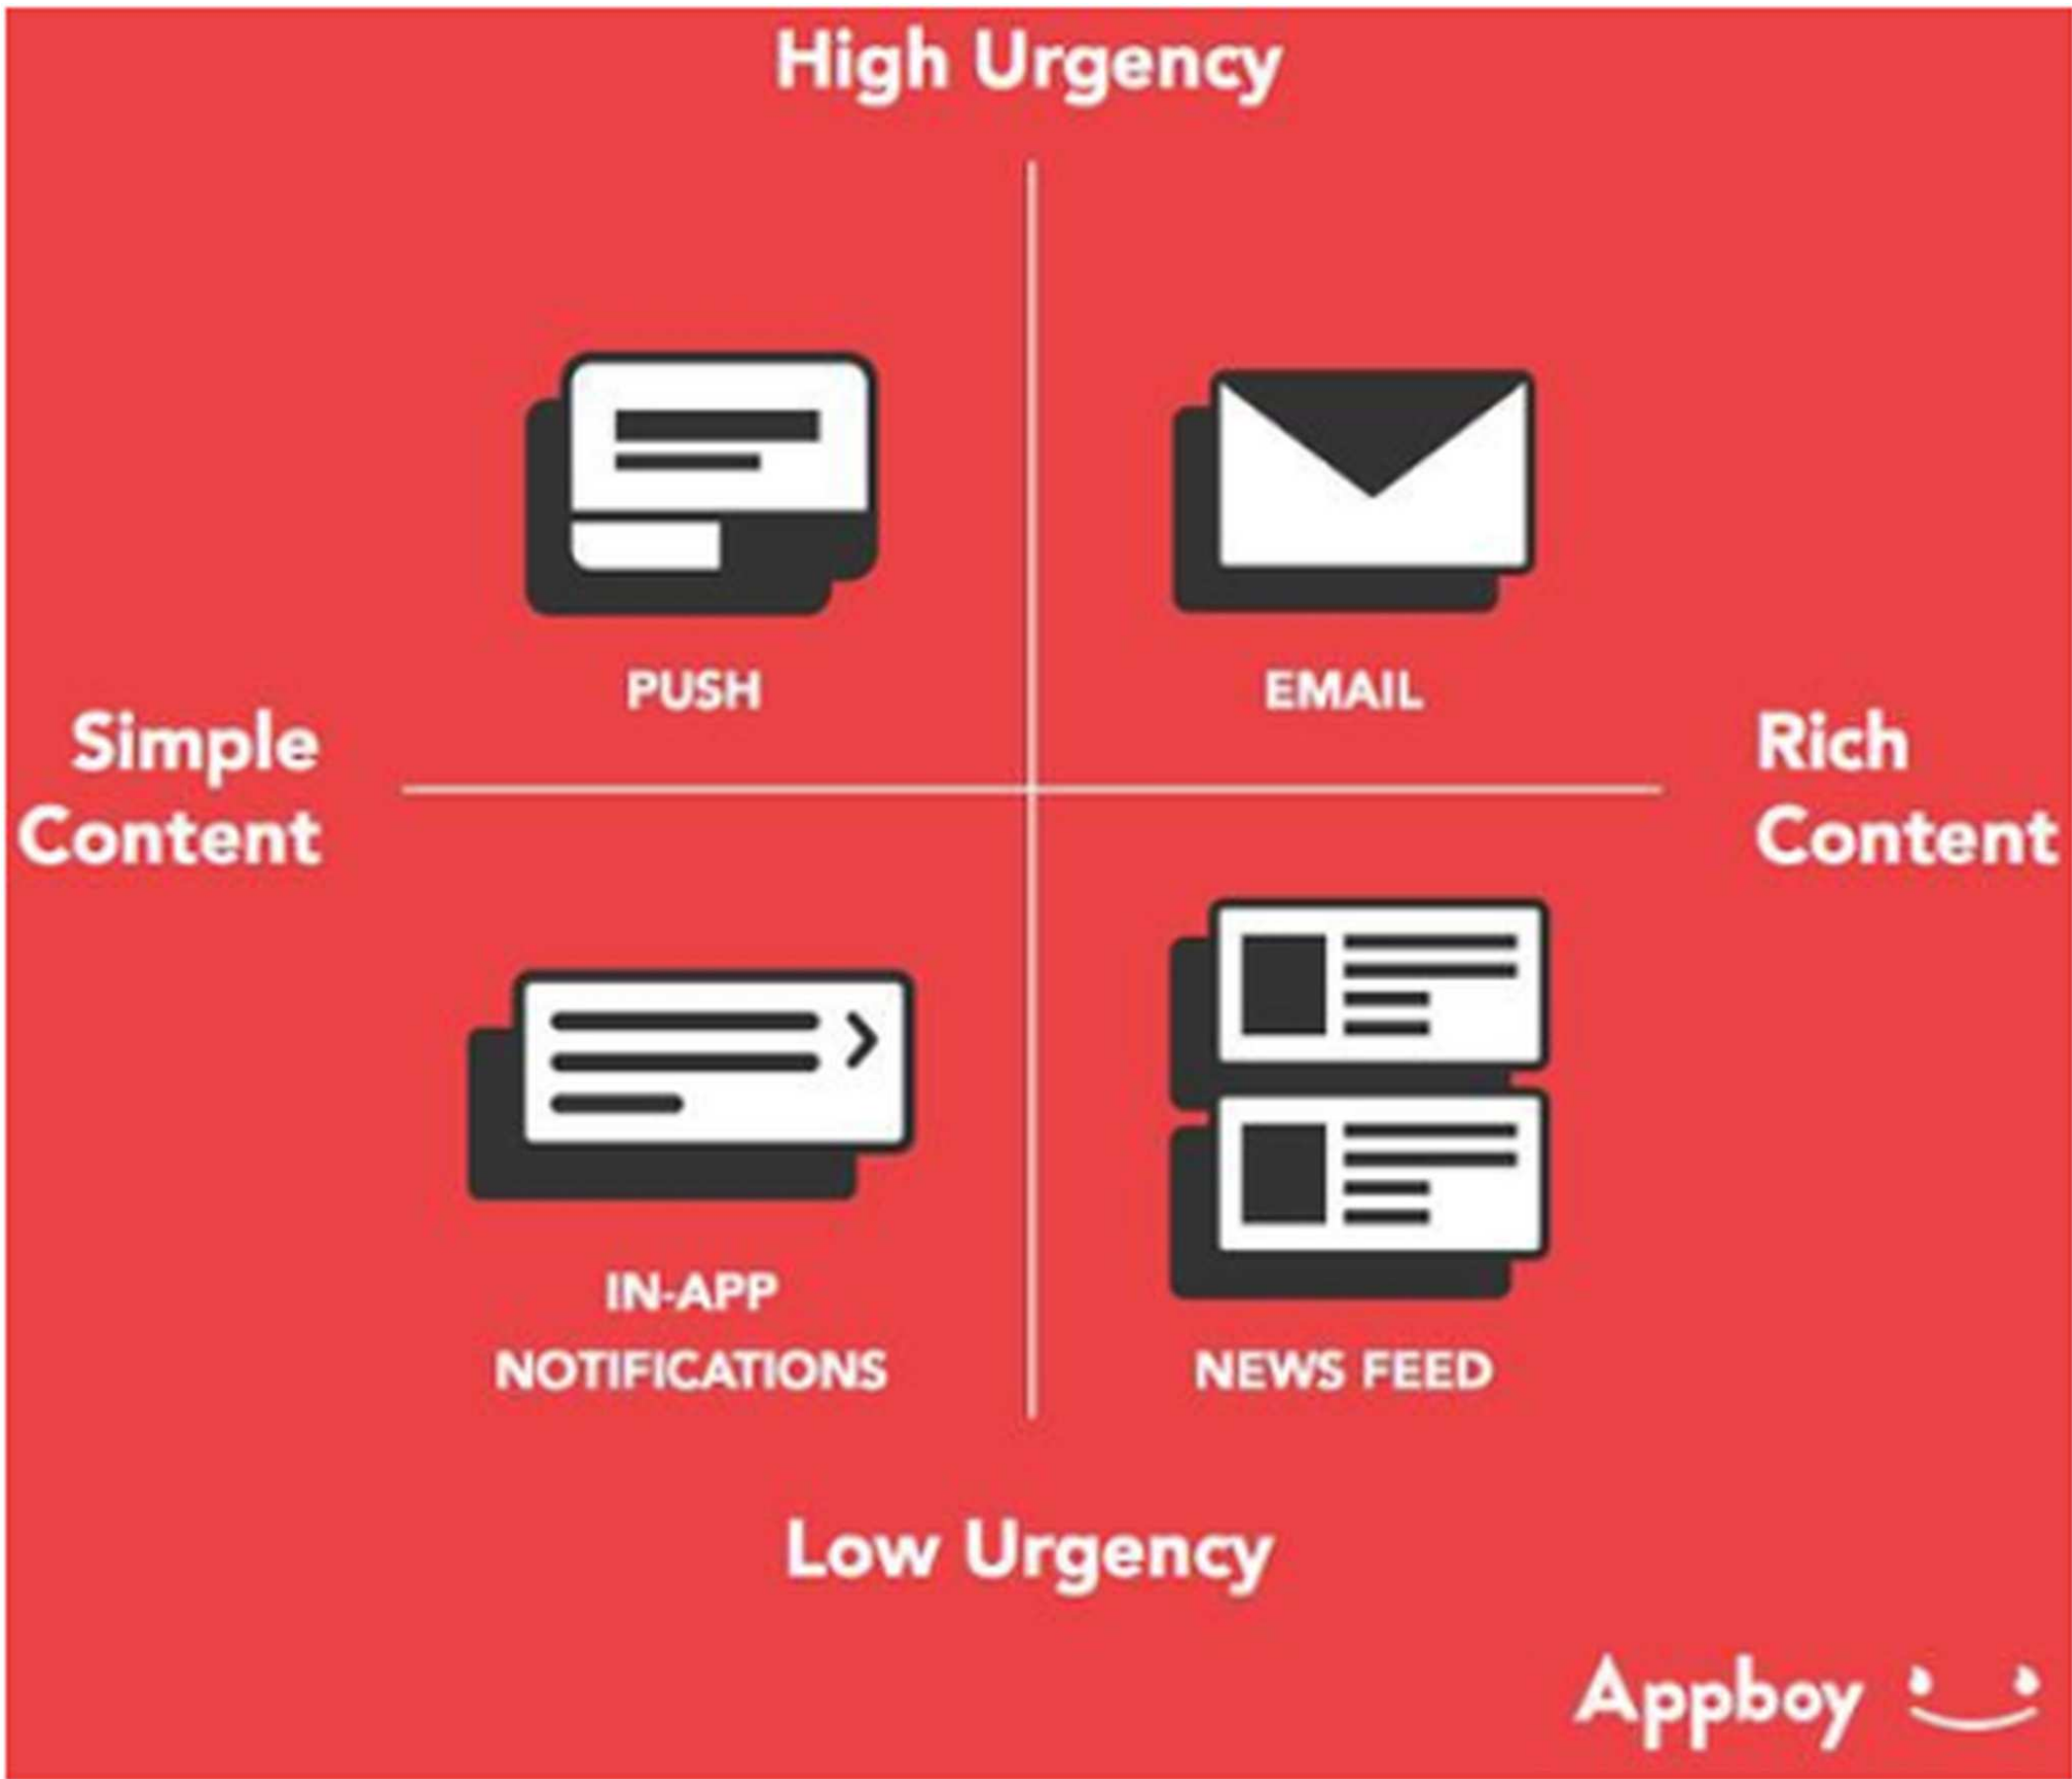 High Urgency
PUSH
EMAIL
Simple
Content
Rich
Content
IN-APP
NOTIFICATIONS
NEWS FEED
Low Urgency
Appboy